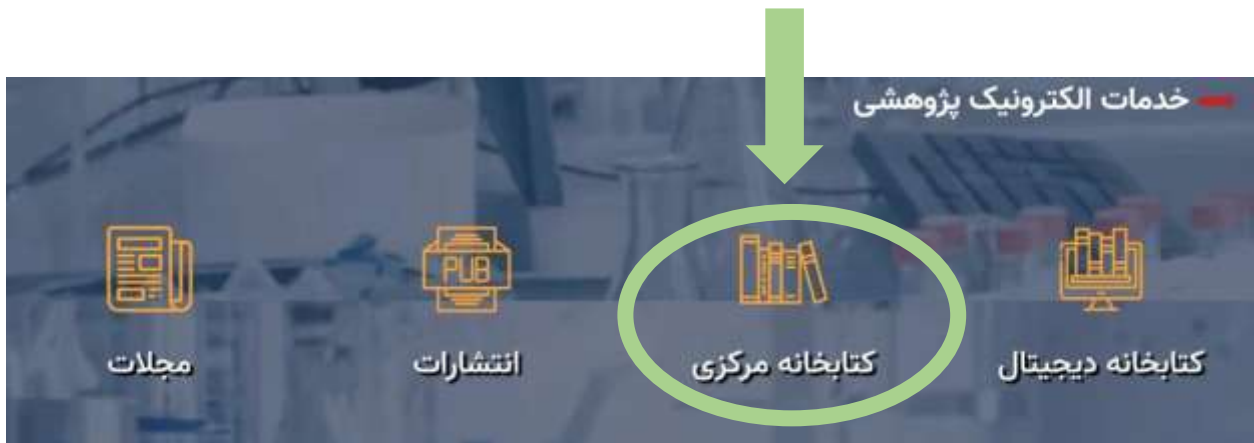 خدمات الکترونیک پژوهشی
PUB
کتابخانه دیجیتال
کتابخانه مرکزی
انتشارات
مجلات